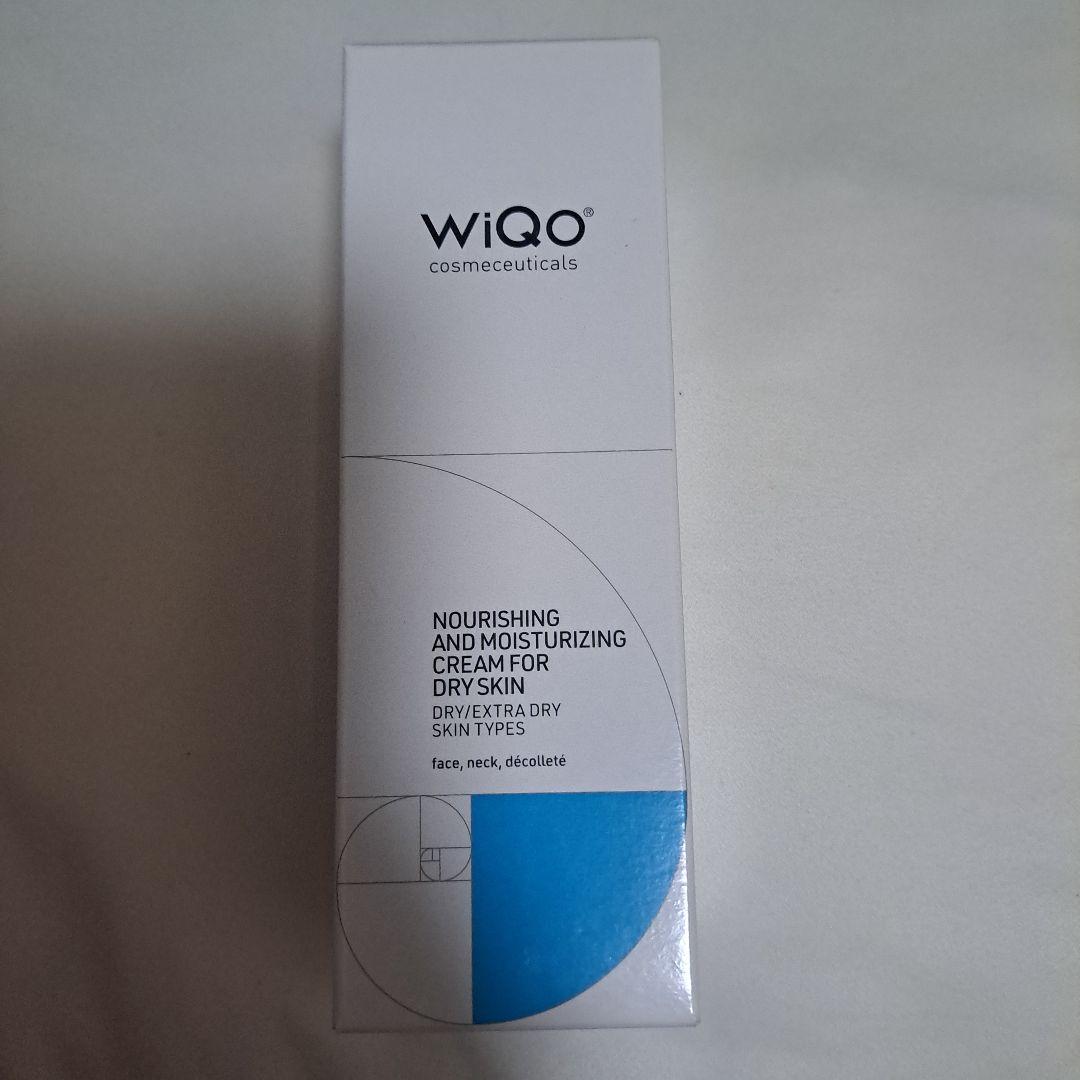 WiQo®
cosmeceuticals
NOURISHING
AND MOISTURIZING
CREAM FOR
DRY SKIN
DRY/EXTRA DRY
SKIN TYPES
face, neck, décolleté